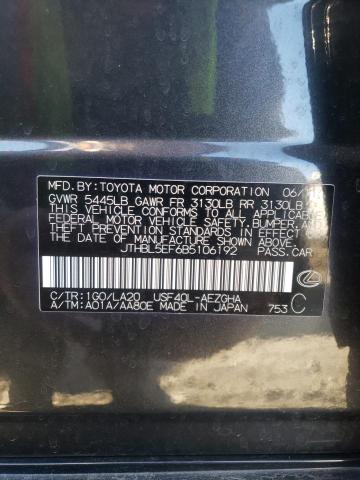 MFD. BY: TOYOTA MOTOR CORPORATION 06/
GVWR 5445LB GAWR FR 3130LB RR 3130LB
THIS VEHICLE CONFORMS TO ALL APPLICABLE
FEDERAL MOTOR VEHICLE SAFETY, BUMPER, AND
THEFT PREVENTION STANDARDS IN EFFECT ON
THE DATE OF MANUFACTURE SHOWN ABOVE.
JTHBL5EF6B5106192 PASS.CAR
C/TR: 1G0/LA20 USF40L-AEZGHA
A/TM: A01A/AA80E MADE IN JAPAN 753 C